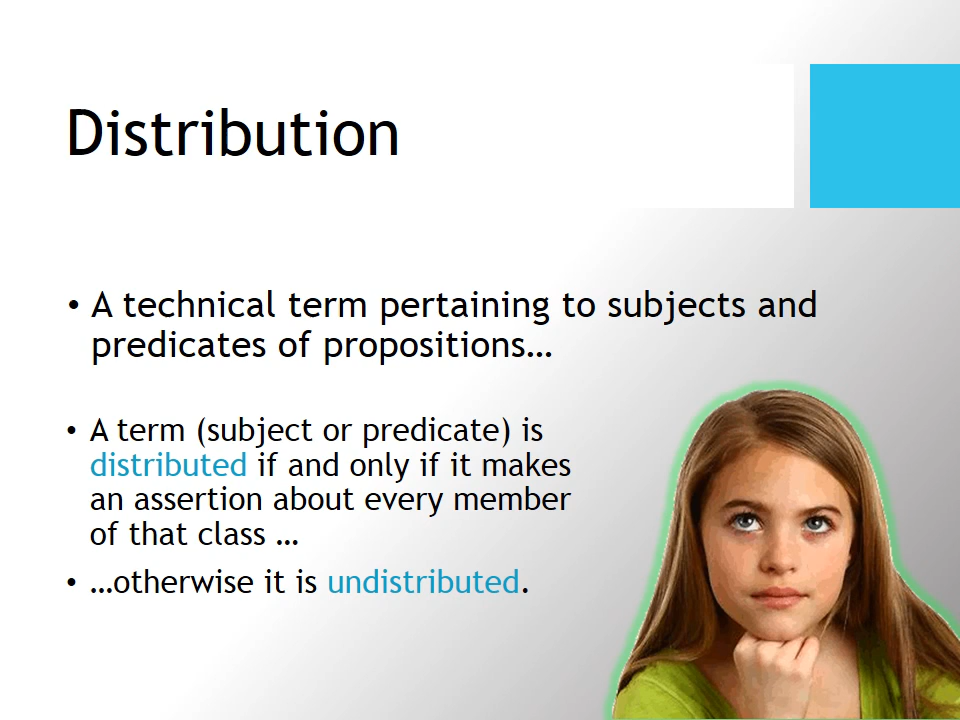 Distribution
• A technical term pertaining to subjects and
predicates of propositions…
• A term (subject or predicate) is
distributed if and only if it makes
an assertion about every member
of that class …
• …otherwise it is undistributed.